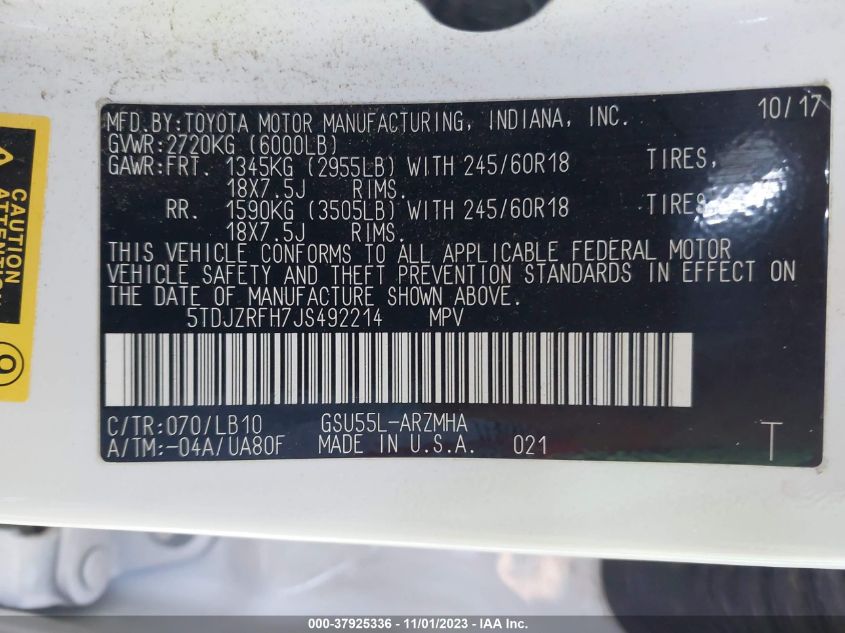 MFD.BY:TOYOTA MOTOR MANUFACTURING, INDIANA, INC. 10/17
GVWR:2720KG (6000LB)
GAWR:FRT. 1345KG (2955LB) WITH 245/60R18 TIRES,
18X7.5J RIMS.
RR. 1590KG (3505LB) WITH 245/60R18 TIRES,
18X7.5J RIMS.
THIS VEHICLE CONFORMS TO ALL APPLICABLE FEDERAL MOTOR
VEHICLE SAFETY AND THEFT PREVENTION STANDARDS IN EFFECT ON
THE DATE OF MANUFACTURE SHOWN ABOVE.
5TDJZRFH7JS492214 MPV
C/TR:070/LB10 GSU55L-ARZMHA
A/TM:-04A/UA80F MADE IN U.S.A. 021 T
CAUTION
ATTENTION
000-37925336 - 11/01/2023 - IAA Inc.